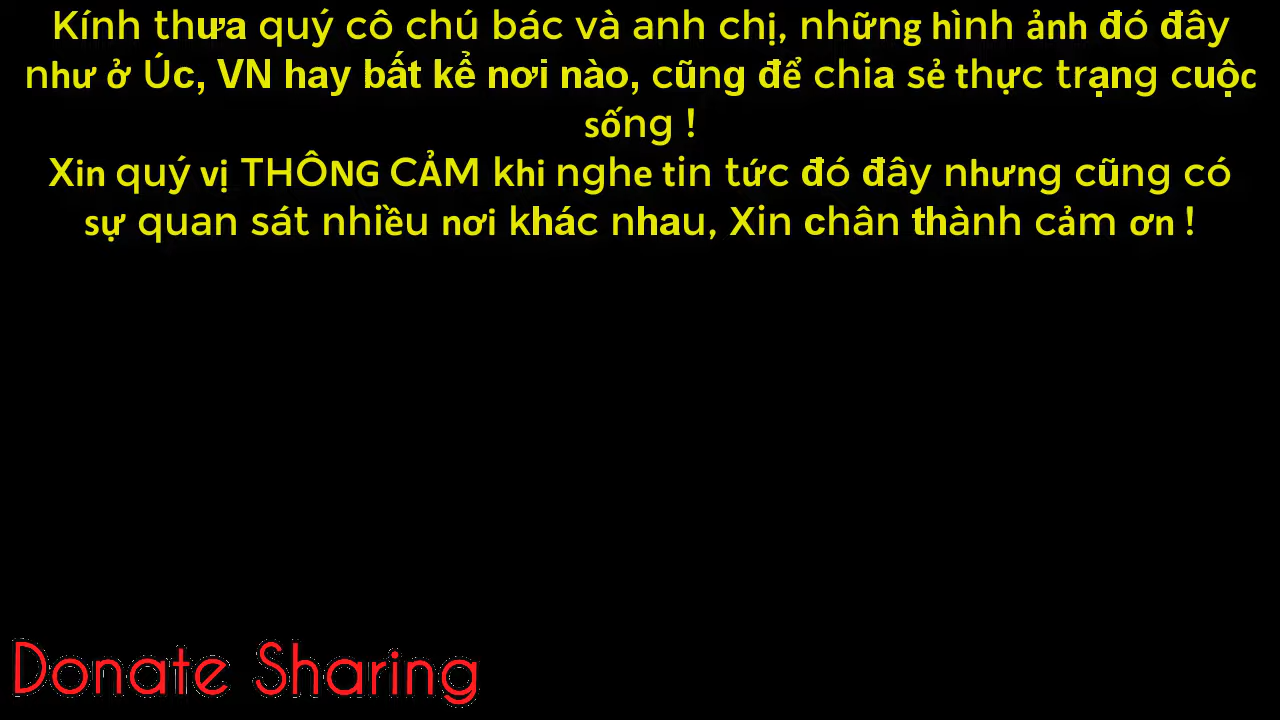 Kính thưa quý cô chú bác và anh chị, những hình ảnh đó đây
như ở Úc, VN hay bất kể nơi nào, cũng để chia sẻ thực trạng cuộc
sống !
Xin quý vị THÔNG CẢM khi nghe tin tức đó đây nhưng cũng có
sự quan sát nhiều nơi khác nhau, Xin chân thành cảm ơn !
Donate Sharing